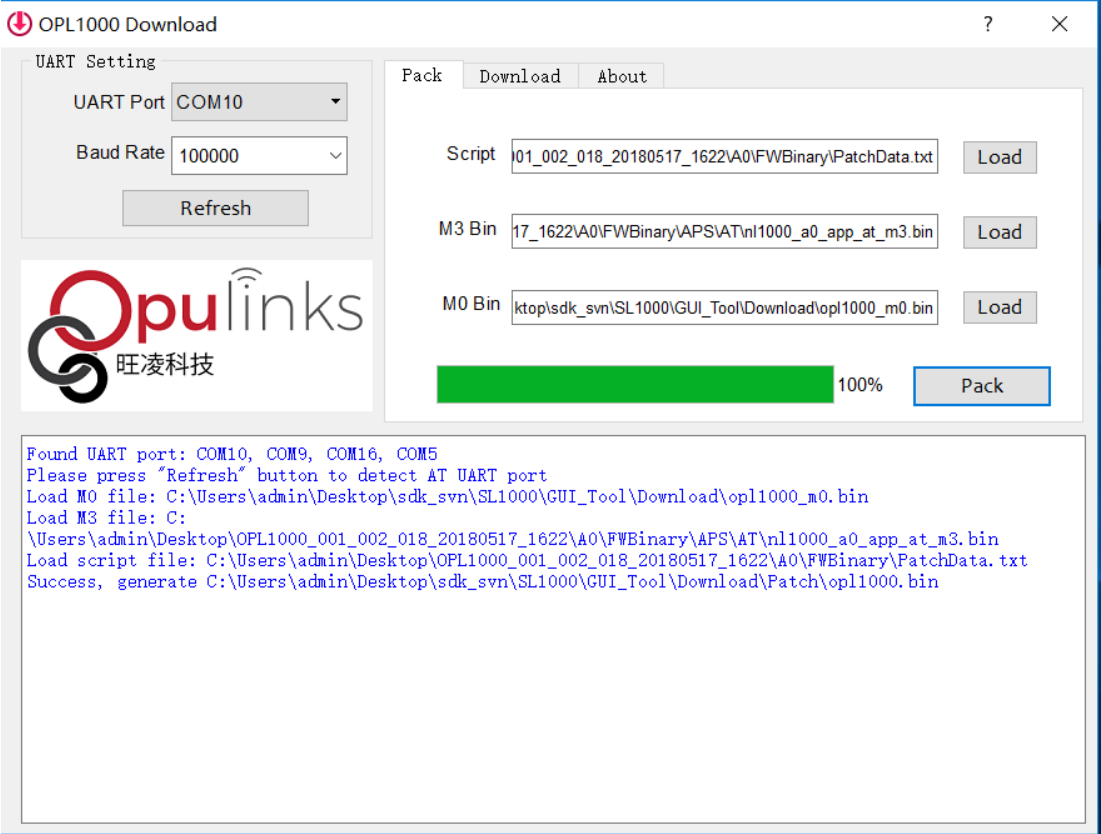 OPL1000 Download
?
UART Setting
UART Port COM10
Baud Rate 100000
Refresh
Opulinks
旺凌科技
Pack Download About
Script 001_002_018_20180517_1622\A0\FWBinary\PatchData.txt Load
M3 Bin 17_1622\A0\FWBinary\APS\AT\nl1000_a0_app_at_m3.bin Load
M0 Bin ktop\sdk_svn\SL1000\GUI_Tool\Download\opl1000_m0.bin Load
100% Pack
Found UART port: COM10, COM9, COM16, COM5
Please press "Refresh" button to detect AT UART port
Load M0 file: C:\Users\admin\Desktop\sdk_svn\SL1000\GUI_Tool\Download\opl1000_m0.bin
Load M3 file: C:
\Users\admin\Desktop\OPL1000_001_002_018_20180517_1622\A0\FWBinary\APS\AT\nl1000_a0_app_at_m3.bin
Load script file: C:\Users\admin\Desktop\OPL1000_001_002_018_20180517_1622\A0\FWBinary\PatchData.txt
Success, generate C:\Users\admin\Desktop\sdk_svn\SL1000\GUI_Tool\Download\Patch\opl1000.bin